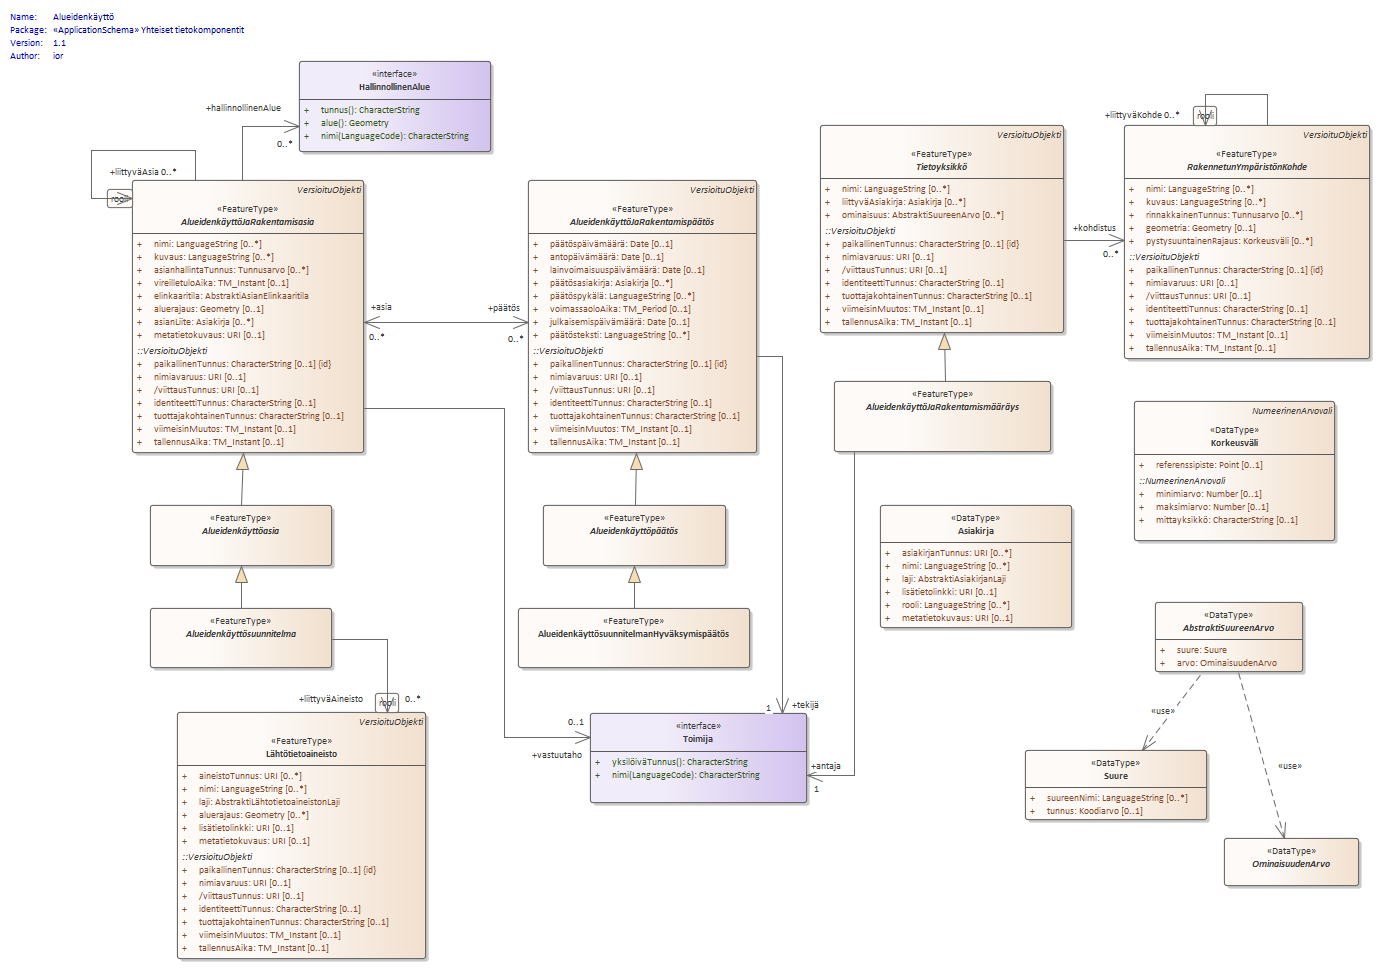 Name: Alueidenkäyttö
Package: «ApplicationSchema» Yhteiset tietokomponentit
Version: 1.1
Author: ior
«interface»
HallinnollinenAlue
+ tunnus(): CharacterString
+ alue(): Geometry
+ nimi(LanguageCode): CharacterString
+hallinnollinenAlue
0..*
+liittyväAsia 0..*
rooli
VersioituObjekti
«FeatureType»
AlueidenkäyttöJaRakentamisasia
+ nimi: LanguageString [0..*]
+ kuvaus: LanguageString [0..*]
+ asianhallintaTunnus: Tunnusarvo [0..*]
+ vireilletuloAika: TM_Instant [0..1]
+ elinkaaritila: AbstraktiAsianElinkaaritila
+ aluerajaus: Geometry [0..1]
+ asianLiite: Asiakirja [0..*]
+ metatietokuvaus: URI [0..1]
::VersioituObjekti
+ paikallinenTunnus: CharacterString [0..1] {id}
+ nimiavaruus: URI [0..1]
+ /viittausTunnus: URI [0..1]
+ identiteettiTunnus: CharacterString [0..1]
+ tuottajakohtainenTunnus: CharacterString [0..1]
+ viimeisinMuutos: TM_Instant [0..1]
+ tallennusAika: TM_Instant [0..1]
+asia
0..*
+päätös
0..*
VersioituObjekti
«FeatureType»
AlueidenkäyttöJaRakentamispäätös
+ päätöspäivämäärä: Date [0..1]
+ antopäivämäärä: Date [0..1]
+ lainvoimaisuuspäivämäärä: Date [0..1]
+ päätösasiakirja: Asiakirja [0..*]
+ päätöspykälä: LanguageString [0..*]
+ voimassaoloAika: TM_Period [0..1]
+ julkaisemispäivämäärä: Date [0..1]
+ päätösteksti: LanguageString [0..*]
::VersioituObjekti
+ paikallinenTunnus: CharacterString [0..1] {id}
+ nimiavaruus: URI [0..1]
+ /viittausTunnus: URI [0..1]
+ identiteettiTunnus: CharacterString [0..1]
+ tuottajakohtainenTunnus: CharacterString [0..1]
+ viimeisinMuutos: TM_Instant [0..1]
+ tallennusAika: TM_Instant [0..1]
VersioituObjekti
«FeatureType»
Tietoyksikkö
+ nimi: LanguageString [0..*]
+ liittyväAsiakirja: Asiakirja [0..*]
+ ominaisuus: AbstraktiSuureenArvo [0..*]
::VersioituObjekti
+ paikallinenTunnus: CharacterString [0..1] {id}
+ nimiavaruus: URI [0..1]
+ /viittausTunnus: URI [0..1]
+ identiteettiTunnus: CharacterString [0..1]
+ tuottajakohtainenTunnus: CharacterString [0..1]
+ viimeisinMuutos: TM_Instant [0..1]
+ tallennusAika: TM_Instant [0..1]
+kohdistus
0..*
+liittyväKohde 0..*
rooli
VersioituObjekti
«FeatureType»
RakennetunYmpäristönKohde
+ nimi: LanguageString [0..*]
+ kuvaus: LanguageString [0..*]
+ rinnakkainenTunnus: Tunnusarvo [0..*]
+ geometria: Geometry [0..1]
+ pystysuuntainenRajaus: Korkeusväli [0..*]
::VersioituObjekti
+ paikallinenTunnus: CharacterString [0..1] {id}
+ nimiavaruus: URI [0..1]
+ /viittausTunnus: URI [0..1]
+ identiteettiTunnus: CharacterString [0..1]
+ tuottajakohtainenTunnus: CharacterString [0..1]
+ viimeisinMuutos: TM_Instant [0..1]
+ tallennusAika: TM_Instant [0..1]
«FeatureType»
AlueidenkäyttöJaRakentamismääräys
NumeerinenArvovali
«DataType»
Korkeusväli
+ referenssipiste: Point [0..1]
::NumeerinenArvovali
+ minimiarvo: Number [0..1]
+ maksimiarvo: Number [0..1]
+ mittayksikkö: CharacterString [0..1]
«FeatureType»
Alueidenkäyttöasia
«FeatureType»
Alueidenkäyttöpäätös
«DataType»
Asiakirja
+ asiakirjanTunnus: URI [0..*]
+ nimi: LanguageString [0..*]
+ laji: AbstraktiAsiakirjanLaji
+ lisätietolinkki: URI [0..1]
+ rooli: LanguageString [0..*]
+ metatietokuvaus: URI [0..1]
«FeatureType»
Alueidenkäyttösuunnitelma
«FeatureType»
AlueidenkäyttösuunnitelmanHyväksymispäätös
«DataType»
AbstraktiSuureenArvo
+ suure: Suure
+ arvo: OminaisuudenArvo
«use»
«use»
+liittyväAineisto
rooli
0..*
VersioituObjekti
«FeatureType»
Lähtötietoaineisto
+ aineistoTunnus: URI [0..*]
+ nimi: LanguageString [0..*]
+ laji: AbstraktiLähtotietoaineistonLaji
+ aluerajaus: Geometry [0..*]
+ lisätietolinkki: URI [0..1]
+ metatietokuvaus: URI [0..1]
::VersioituObjekti
+ paikallinenTunnus: CharacterString [0..1] {id}
+ nimiavaruus: URI [0..1]
+ /viittausTunnus: URI [0..1]
+ identiteettiTunnus: CharacterString [0..1]
+ tuottajakohtainenTunnus: CharacterString [0..1]
+ viimeisinMuutos: TM_Instant [0..1]
+ tallennusAika: TM_Instant [0..1]
0..1
+vastuutaho
1
+tekijä
«interface»
Toimija
+ yksilöiväTunnus(): CharacterString
+ nimi(LanguageCode): CharacterString
+antaja
1
«DataType»
Suure
+ suureenNimi: LanguageString [0..*]
+ tunnus: Koodiarvo [0..1]
«DataType»
OminaisuudenArvo